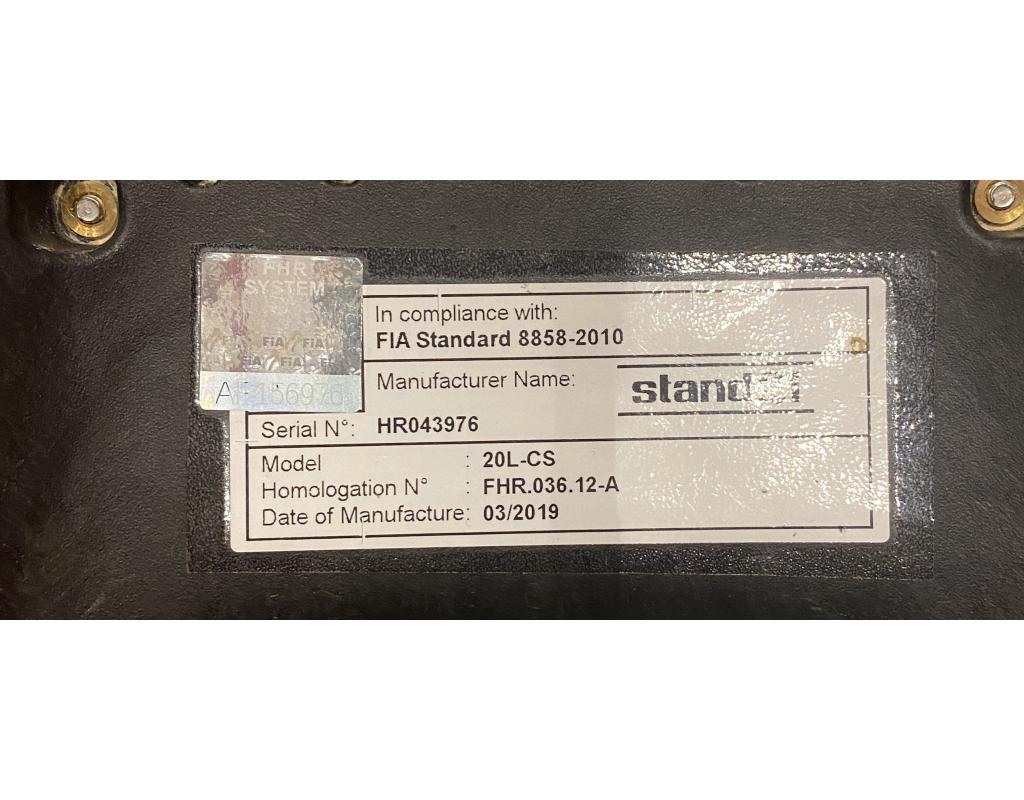 FHR
SYSTEM
FIA FIA
FIA FIA
In compliance with:
FIA Standard 8858-2010
Manufacturer Name:
Serial N°: HR043976
Model : 20L-CS
Homologation N° : FHR.036.12-A
Date of Manufacture: 03/2019